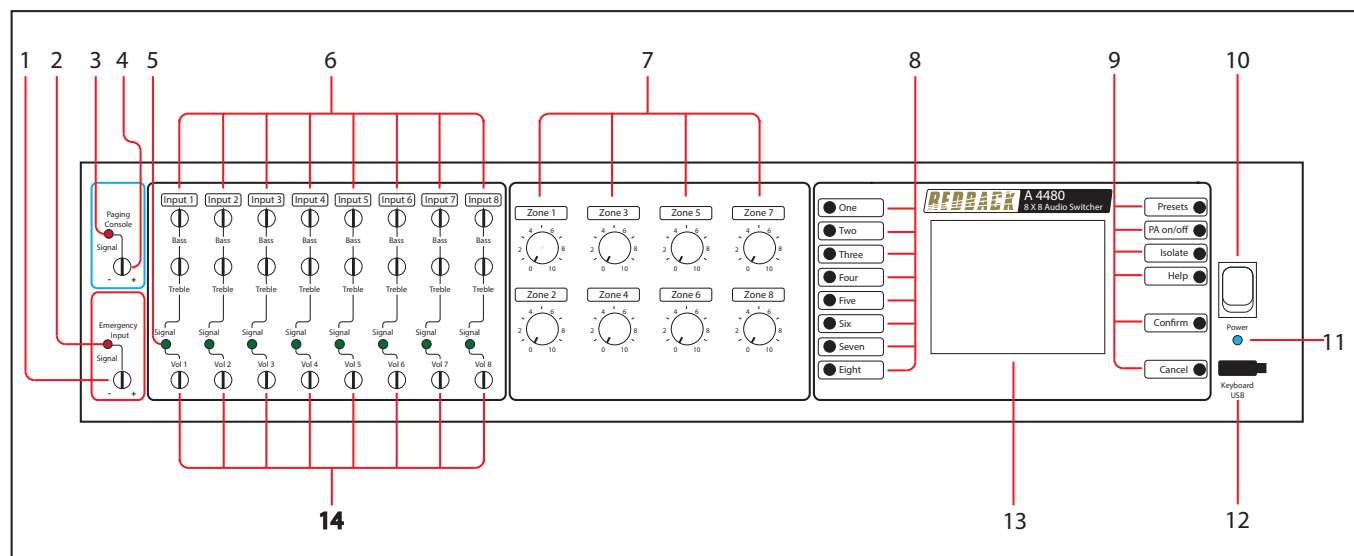 1 2 3 4 5 6 7 8 9 10
Paging
Console
Signal
- +
Emergency
Input
Signal
- +
Input 1 Input 2 Input 3 Input 4 Input 5 Input 6 Input 7 Input 8
Bass Bass Bass Bass Bass Bass Bass Bass
Treble Treble Treble Treble Treble Treble Treble Treble
Signal Signal Signal Signal Signal Signal Signal Signal
Vol 1 Vol 2 Vol 3 Vol 4 Vol 5 Vol 6 Vol 7 Vol 8
Zone 1 Zone 3 Zone 5 Zone 7
0 2 4 6 8 10 0 2 4 6 8 10 0 2 4 6 8 10 0 2 4 6 8 10
Zone 2 Zone 4 Zone 6 Zone 8
0 2 4 6 8 10 0 2 4 6 8 10 0 2 4 6 8 10 0 2 4 6 8 10
One
Two
Three
Four
Five
Six
Seven
Eight
REDBACK A 4480
8 X 8 Audio Switcher
Presets
PA on/off
Isolate
Help
Confirm
Cancel
Power
11
Keyboard
USB
14 13 12